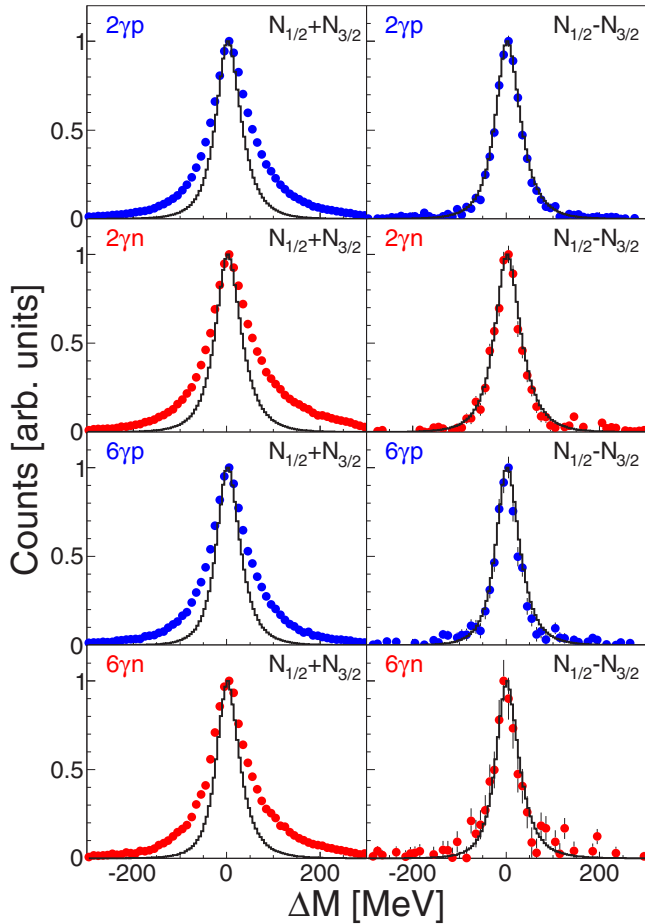 2γp N₁/₂+N₃/₂ 2γp N₁/₂−N₃/₂
1
0.5
0
2γn N₁/₂+N₃/₂ 2γn N₁/₂−N₃/₂
1
0.5
0
6γp N₁/₂+N₃/₂ 6γp N₁/₂−N₃/₂
1
0.5
0
6γn N₁/₂+N₃/₂ 6γn N₁/₂−N₃/₂
1
0.5
0
-200 0 200 -200 0 200
ΔM [MeV]
Counts [arb. units]